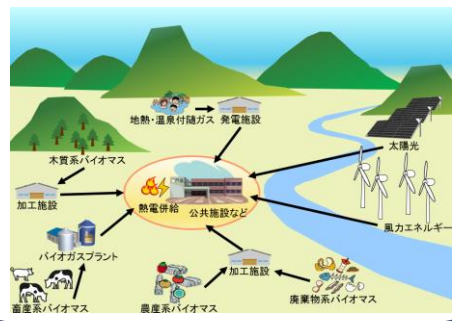 地熱・温泉付随ガス
発電施設
太陽光
木質系バイオマス
加工施設
熱電併給
公共施設など
風力エネルギー
バイオガスプラント
加工施設
畜産系バイオマス
農産系バイオマス
廃棄物系バイオマス